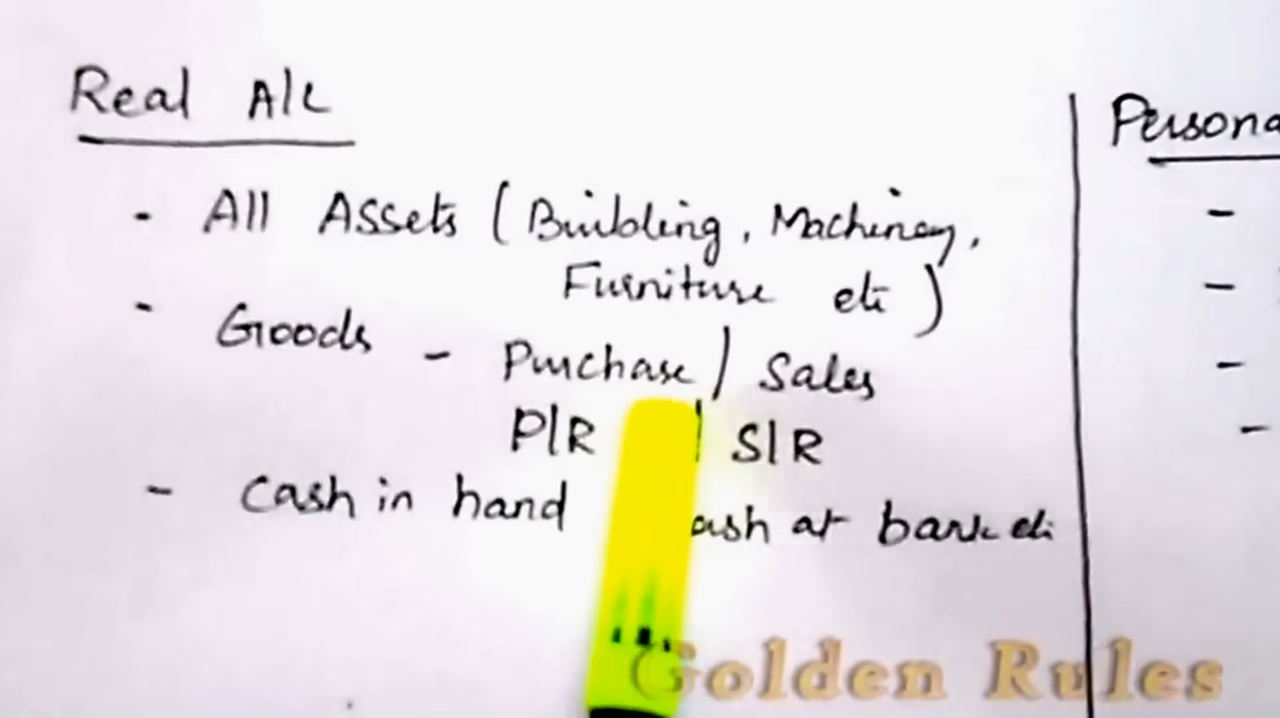 Real A/c
- All Assets ( Building, Machinery,
Furniture etc )
- Goods - Purchase / Sales
P/R / S/R
- Cash in hand ash at bank etc
Persona
-
-
-
-
Golden Rules